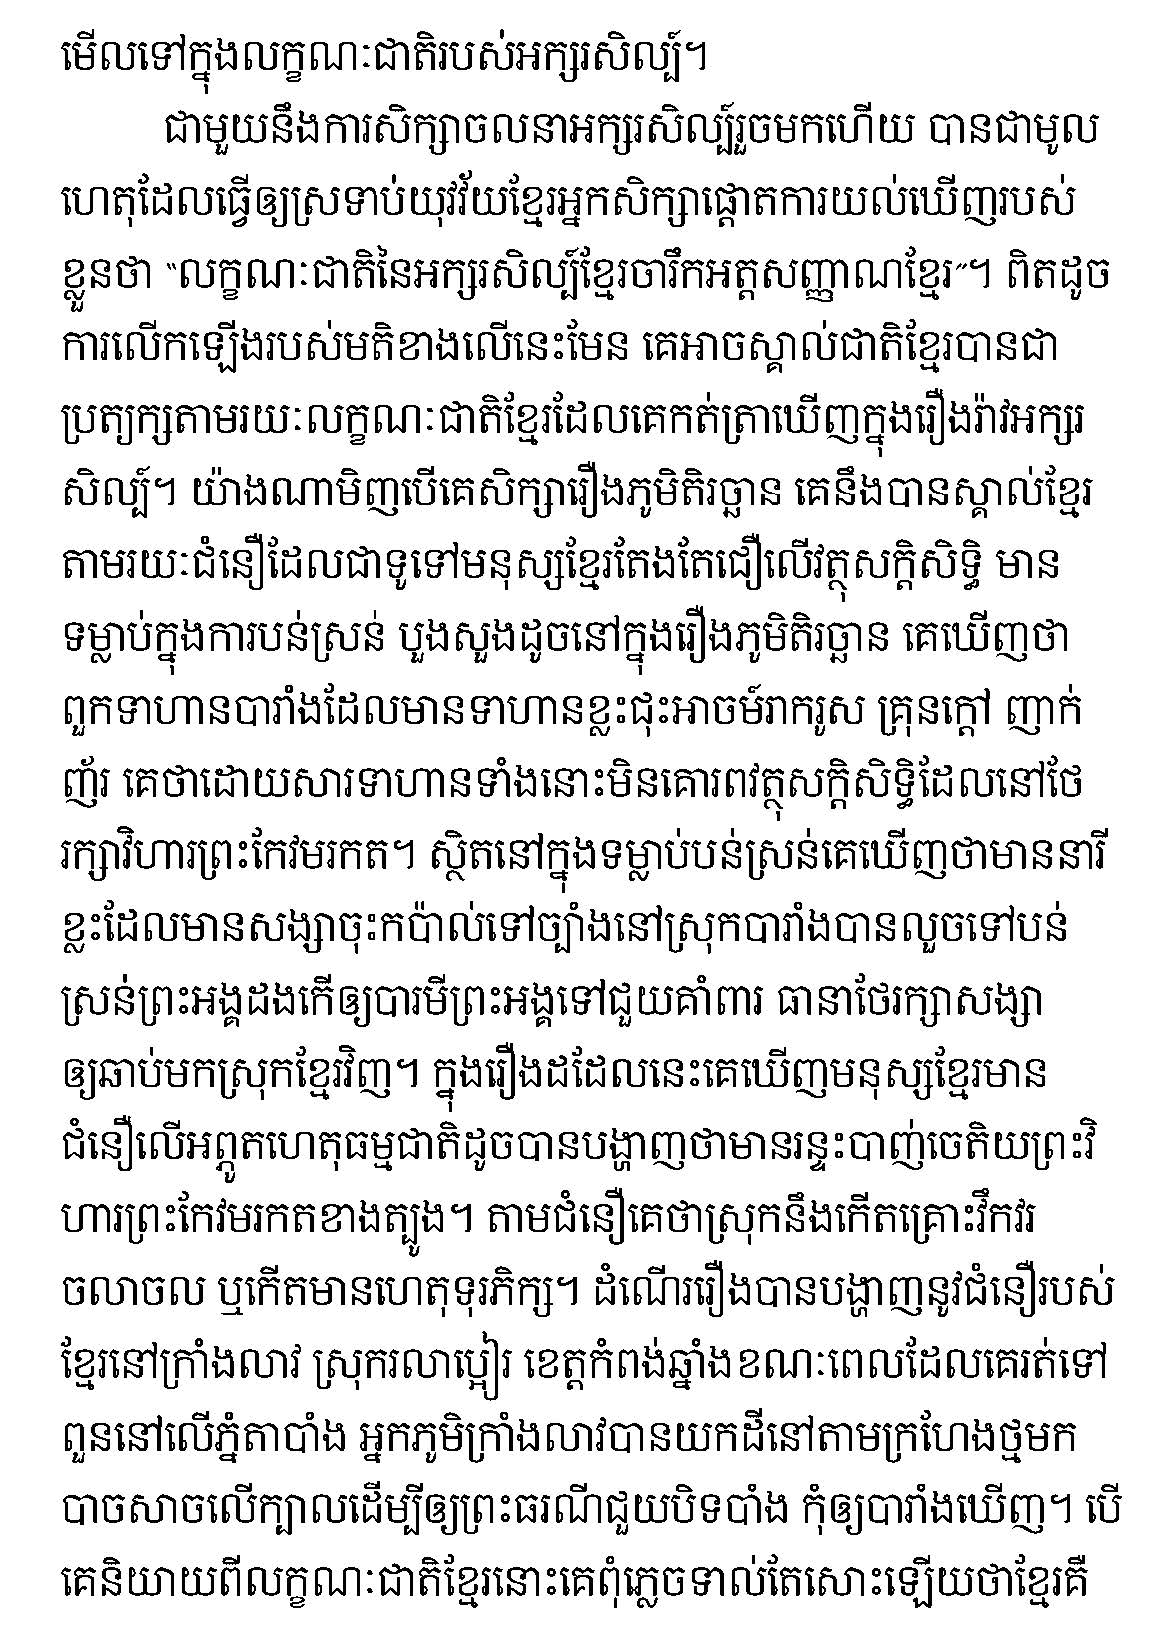 មើលទៅក្នុងលក្ខណៈជាតិរបស់អក្សរសិល្ប៍។
ជាមួយនឹងការសិក្សាចលនាអក្សរសិល្ប៍រួចមកហើយ បានជាមូល
ហេតុដែលធ្វើឲ្យស្រទាប់យុវវ័យខ្មែរអ្នកសិក្សាផ្តោតការយល់ឃើញរបស់
ខ្លួនថា “លក្ខណៈជាតិនៃអក្សរសិល្ប៍ខ្មែរចារឹកអត្តសញ្ញាណខ្មែរ”។ ពិតដូច
ការលើកឡើងរបស់មតិខាងលើនេះមែន គេអាចស្គាល់ជាតិខ្មែរបានជា
ប្រត្យក្សតាមរយៈលក្ខណៈជាតិខ្មែរដែលគេកត់ត្រាឃើញក្នុងរឿងរ៉ាវអក្សរ
សិល្ប៍។ យ៉ាងណាមិញបើគេសិក្សារឿងភូមិតិរច្ឆាន គេនឹងបានស្គាល់ខ្មែរ
តាមរយៈជំនឿដែលជាទូទៅមនុស្សខ្មែរតែងតែជឿលើវត្ថុសក្តិសិទ្ធិ មាន
ទម្លាប់ក្នុងការបន់ស្រន់ បួងសួងដូចនៅក្នុងរឿងភូមិតិរច្ឆាន គេឃើញថា
ពួកទាហានបារាំងដែលមានទាហានខ្លះជុះអាចម៍រាករូស គ្រុនក្តៅ ញាក់
ញ័រ គេថាដោយសារទាហានទាំងនោះមិនគោរពវត្ថុសក្តិសិទ្ធិដែលនៅថែ
រក្សាវិហារព្រះកែវមរកត។ ស្ថិតនៅក្នុងទម្លាប់បន់ស្រន់គេឃើញថាមាននារី
ខ្លះដែលមានសង្សាចុះកប៉ាល់ទៅច្បាំងនៅស្រុកបារាំងបានលួចទៅបន់
ស្រន់ព្រះអង្គដងកើឲ្យបារមីព្រះអង្គទៅជួយគាំពារ ធានាថែរក្សាសង្សា
ឲ្យឆាប់មកស្រុកខ្មែរវិញ។ ក្នុងរឿងដដែលនេះគេឃើញមនុស្សខ្មែរមាន
ជំនឿលើអព្ភូតហេតុធម្មជាតិដូចបានបង្ហាញថាមានរន្ទះបាញ់ចេតិយព្រះវិ
ហារព្រះកែវមរកតខាងត្បូង។ តាមជំនឿគេថាស្រុកនឹងកើតគ្រោះវឹកវរ
ចលាចល ឬកើតមានហេតុទុរភិក្ស។ ដំណើររឿងបានបង្ហាញនូវជំនឿរបស់
ខ្មែរនៅក្រាំងលាវ ស្រុករលាប្អៀរ ខេត្តកំពង់ឆ្នាំងខណៈពេលដែលគេរត់ទៅ
ពួននៅលើភ្នំតាបាំង អ្នកភូមិក្រាំងលាវបានយកដីនៅតាមក្រហែងថ្មមក
បាចសាចលើក្បាលដើម្បីឲ្យព្រះធរណីជួយបិទបាំង កុំឲ្យបារាំងឃើញ។ បើ
គេនិយាយពីលក្ខណៈជាតិខ្មែរនោះគេពុំភ្លេចទាល់តែសោះឡើយថាខ្មែរគឺ